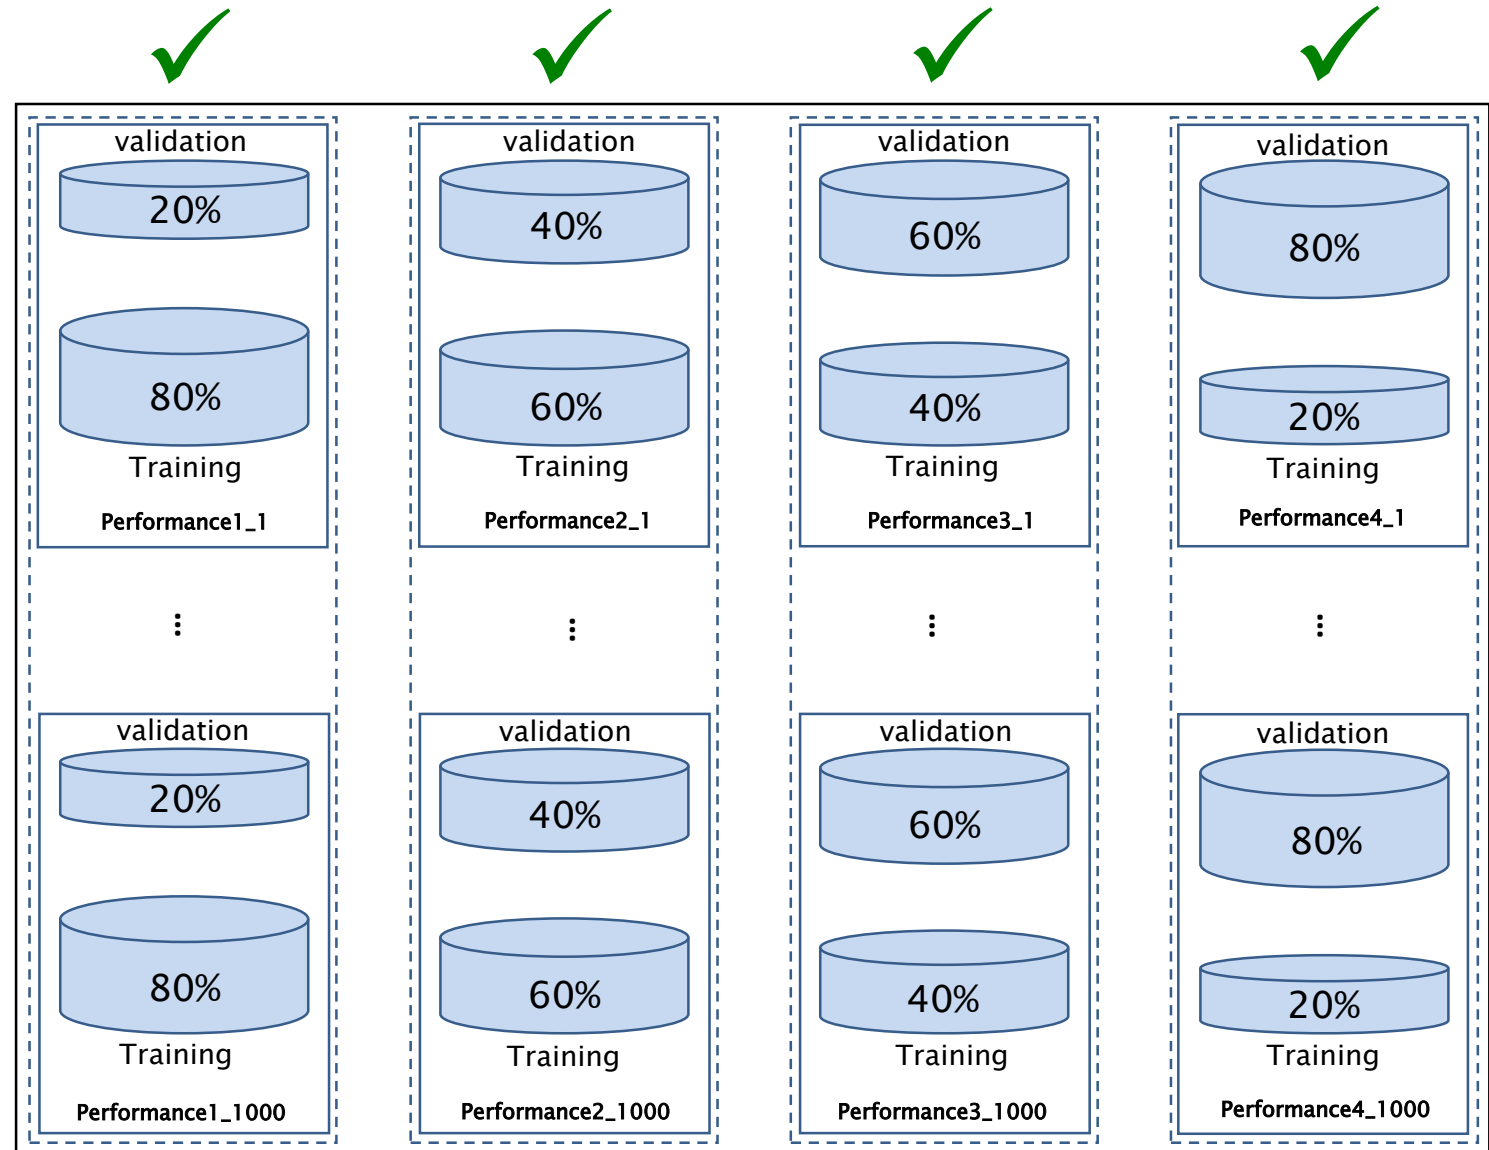 validation
20%
80%
Training
Performance1_1
validation
40%
60%
Training
Performance2_1
validation
60%
40%
Training
Performance3_1
validation
80%
20%
Training
Performance4_1
validation
20%
80%
Training
Performance1_1000
validation
40%
60%
Training
Performance2_1000
validation
60%
40%
Training
Performance3_1000
validation
80%
20%
Training
Performance4_1000